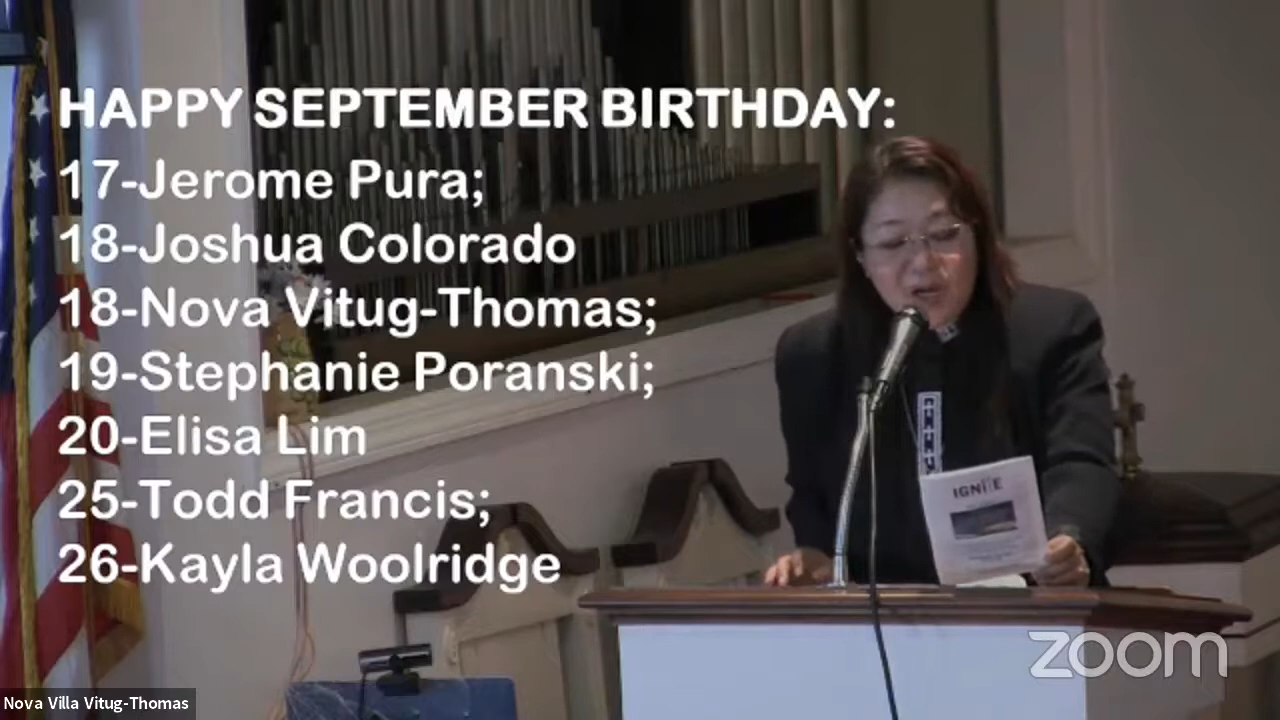 HAPPY SEPTEMBER BIRTHDAY:
17-Jerome Pura;
18-Joshua Colorado
18-Nova Vitug-Thomas;
19-Stephanie Poranski;
20-Elisa Lim
25-Todd Francis;
26-Kayla Woolridge
IGNITE
zoom
Nova Villa Vitug-Thomas